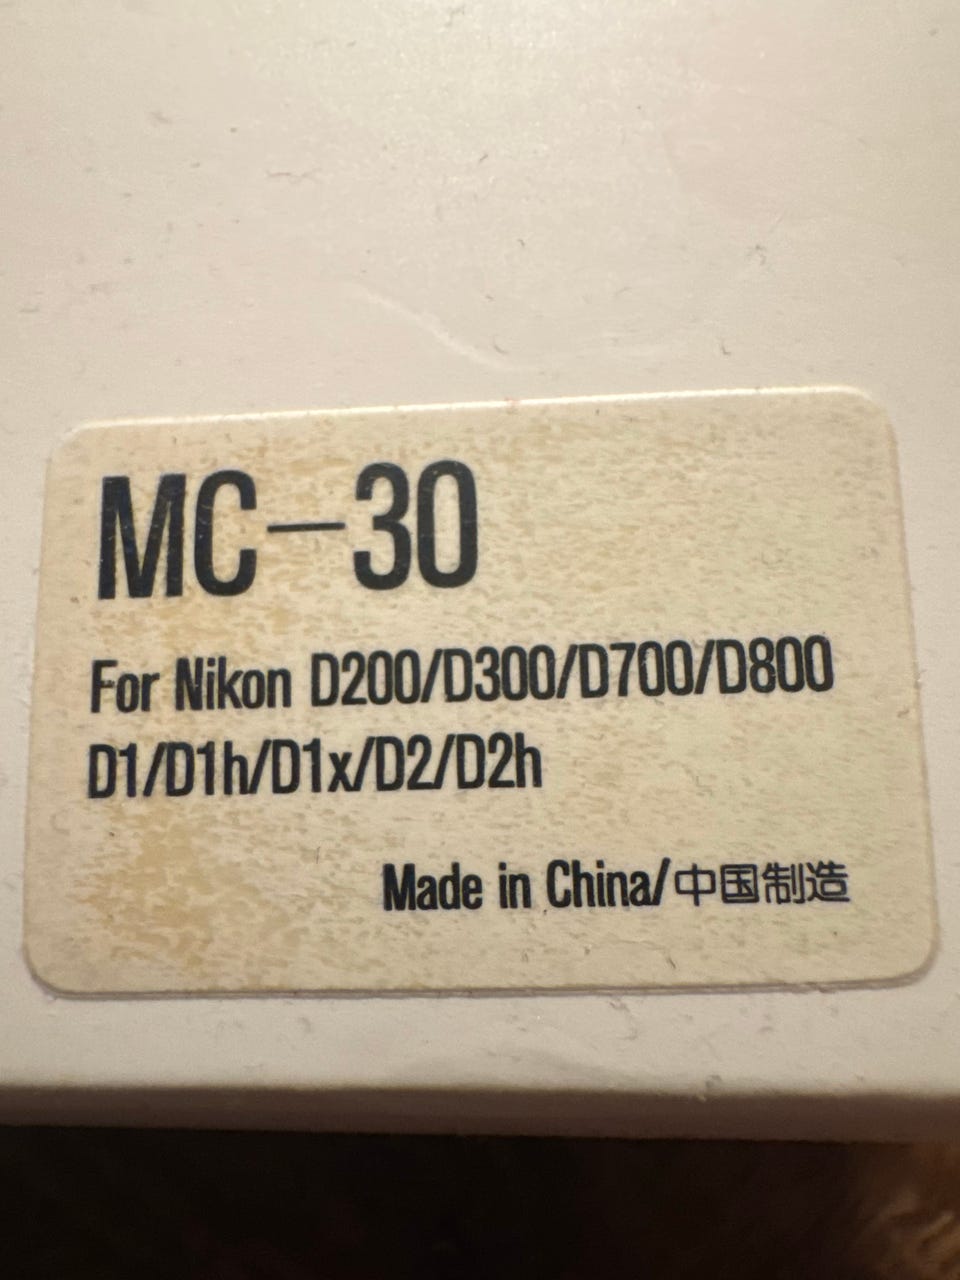 MC-30
For Nikon D200/D300/D700/D800
D1/D1h/D1x/D2/D2h
Made in China/中国制造